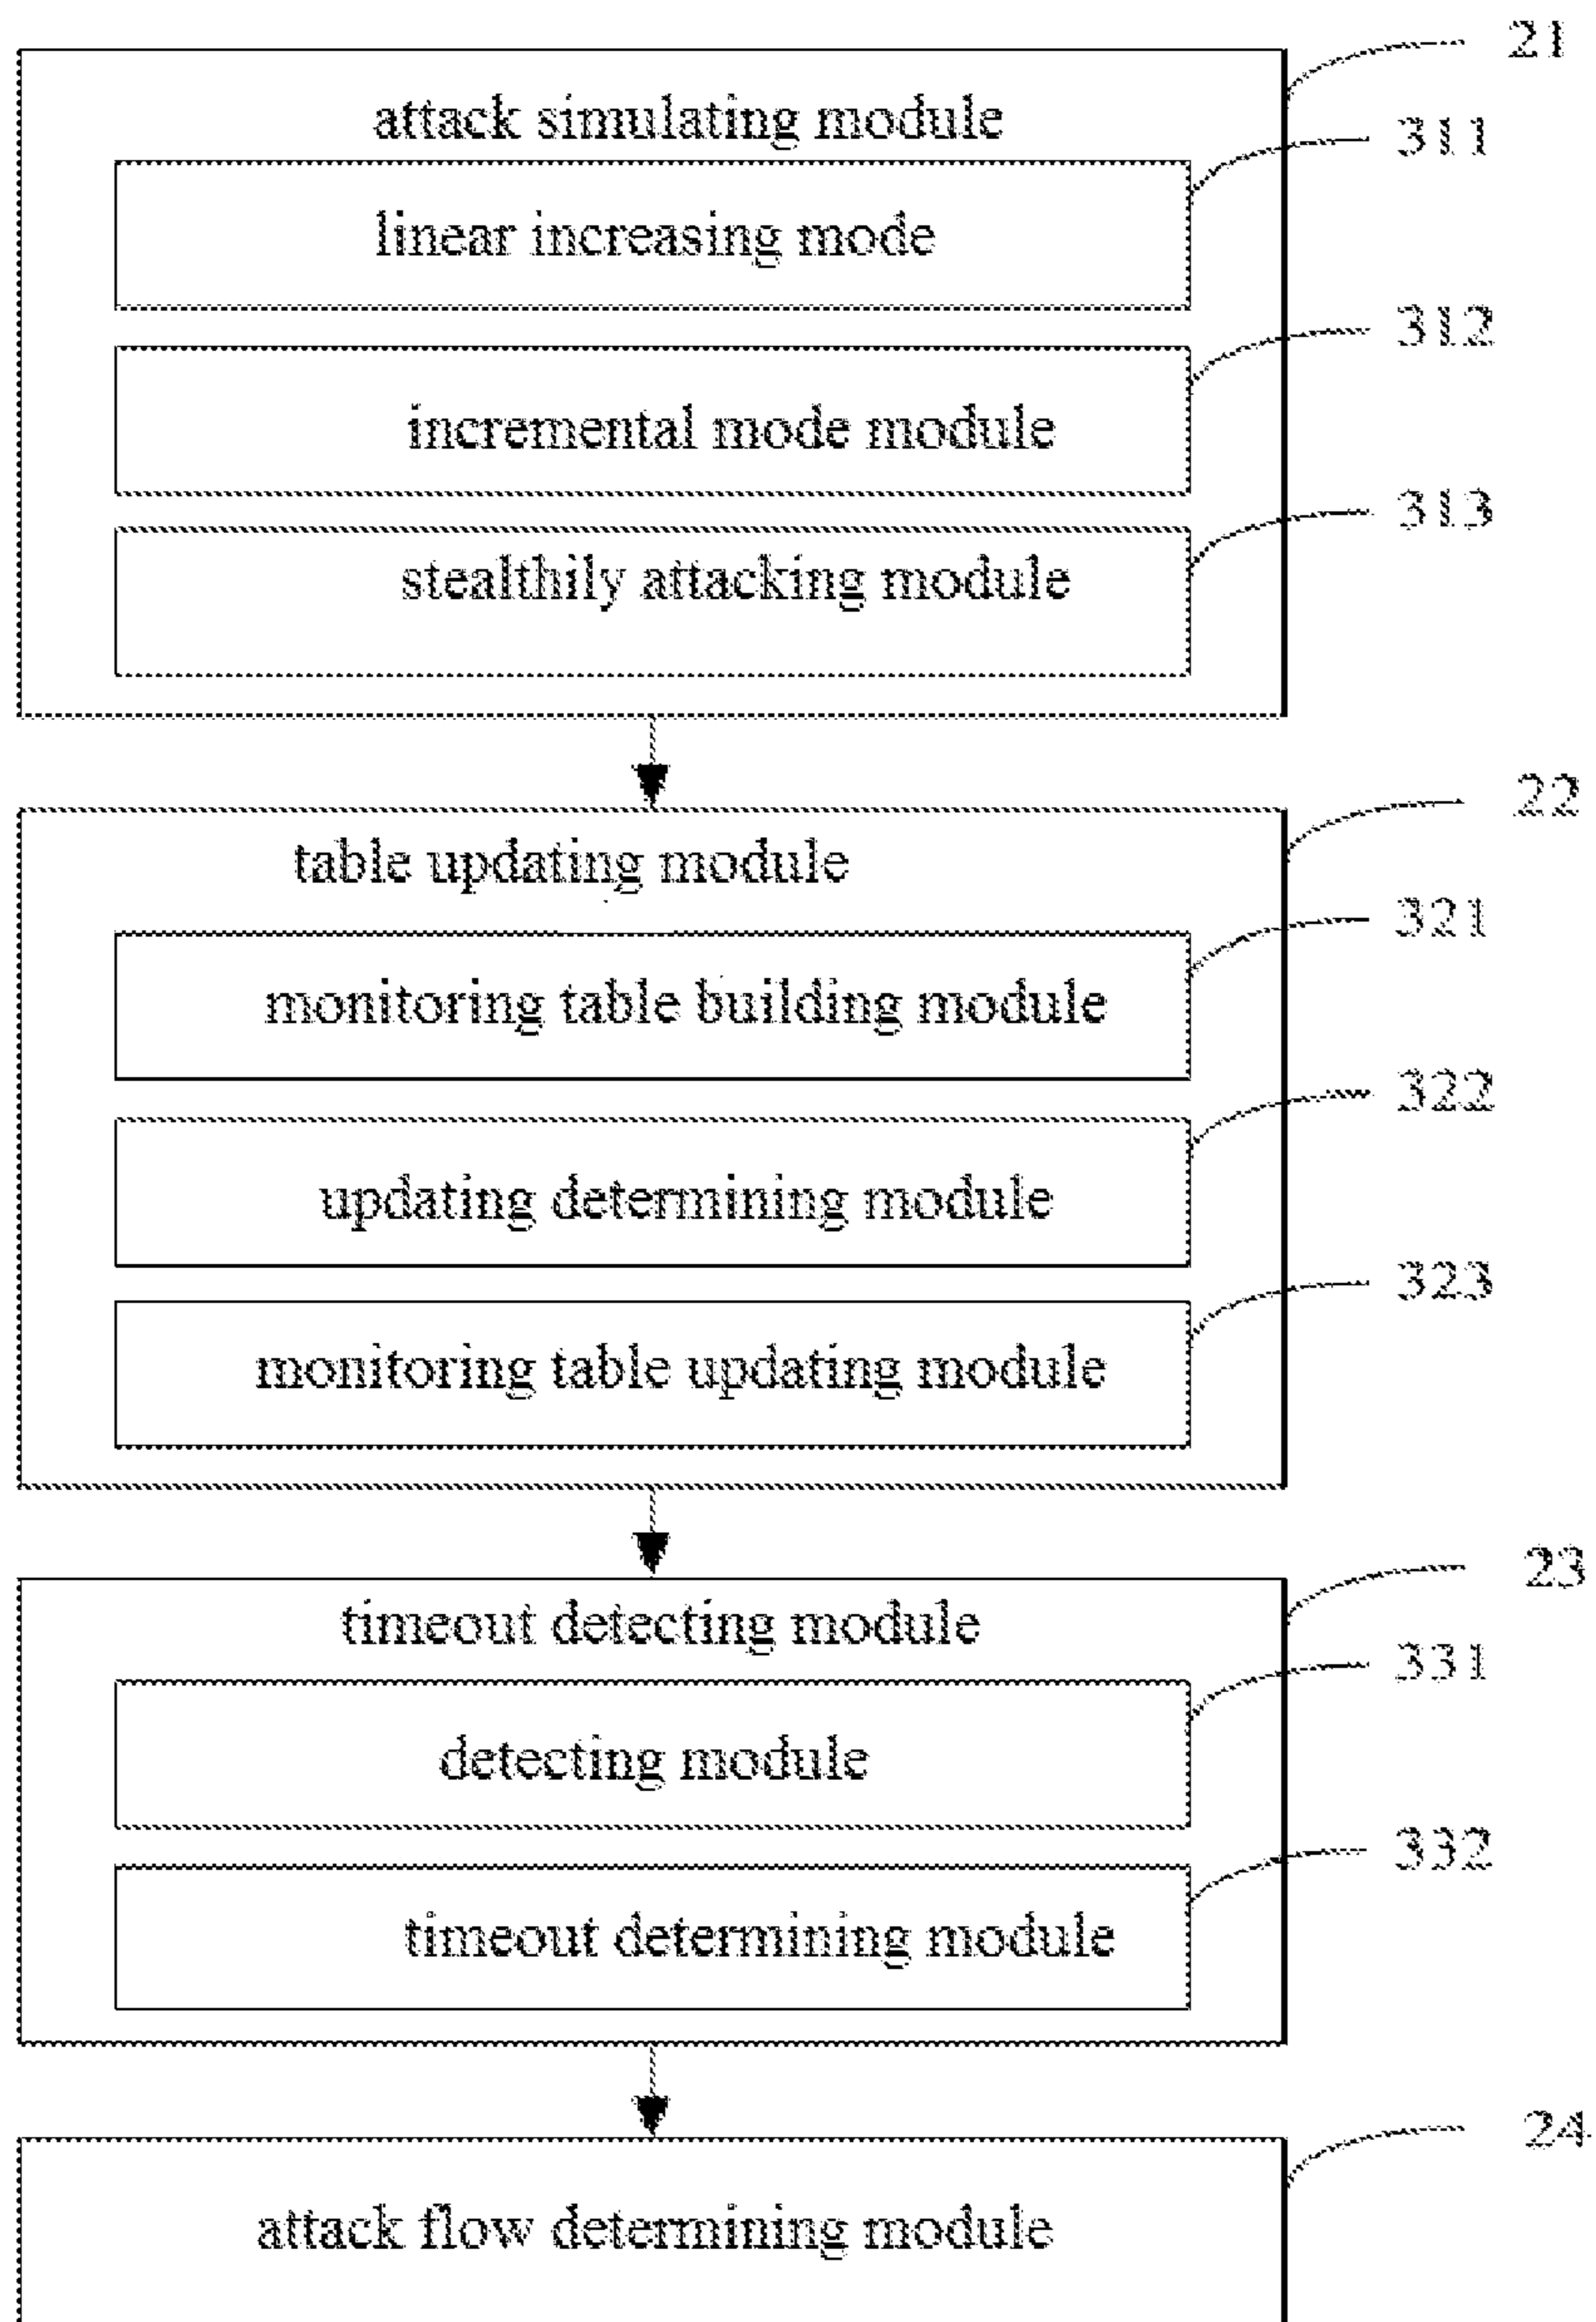 21
attack simulating module
311
linear increasing mode
312
incremental mode module
313
stealthily attacking module
22
table updating module
321
monitoring table building module
322
updating determining module
323
monitoring table updating module
23
timeout detecting module
331
detecting module
332
timeout determining module
24
attack flow determining module